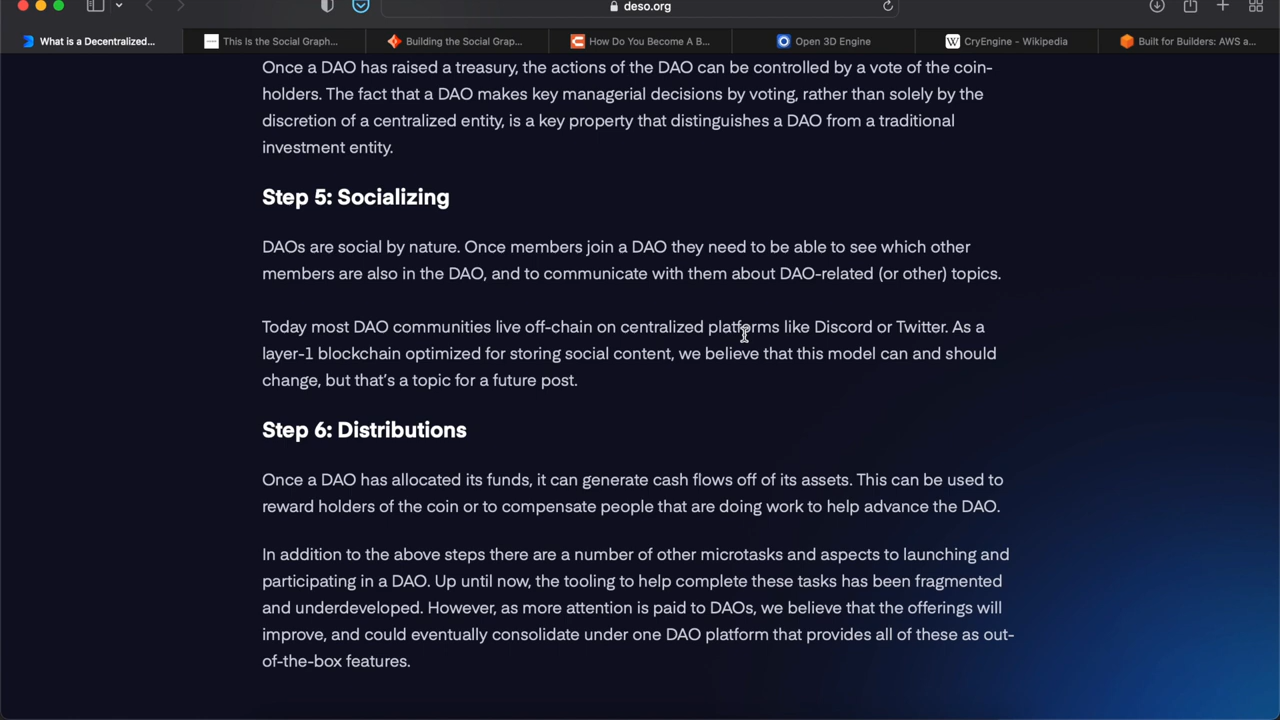 deso.org
What is a Decentralized...
This Is the Social Graph...
Building the Social Grap...
How Do You Become A B...
Open 3D Engine
CryEngine - Wikipedia
Built for Builders: AWS a...
Once a DAO has raised a treasury, the actions of the DAO can be controlled by a vote of the coin-
holders. The fact that a DAO makes key managerial decisions by voting, rather than solely by the
discretion of a centralized entity, is a key property that distinguishes a DAO from a traditional
investment entity.
Step 5: Socializing
DAOs are social by nature. Once members join a DAO they need to be able to see which other
members are also in the DAO, and to communicate with them about DAO-related (or other) topics.
Today most DAO communities live off-chain on centralized platforms like Discord or Twitter. As a
layer-1 blockchain optimized for storing social content, we believe that this model can and should
change, but that's a topic for a future post.
Step 6: Distributions
Once a DAO has allocated its funds, it can generate cash flows off of its assets. This can be used to
reward holders of the coin or to compensate people that are doing work to help advance the DAO.
In addition to the above steps there are a number of other microtasks and aspects to launching and
participating in a DAO. Up until now, the tooling to help complete these tasks has been fragmented
and underdeveloped. However, as more attention is paid to DAOs, we believe that the offerings will
improve, and could eventually consolidate under one DAO platform that provides all of these as out-
of-the-box features.